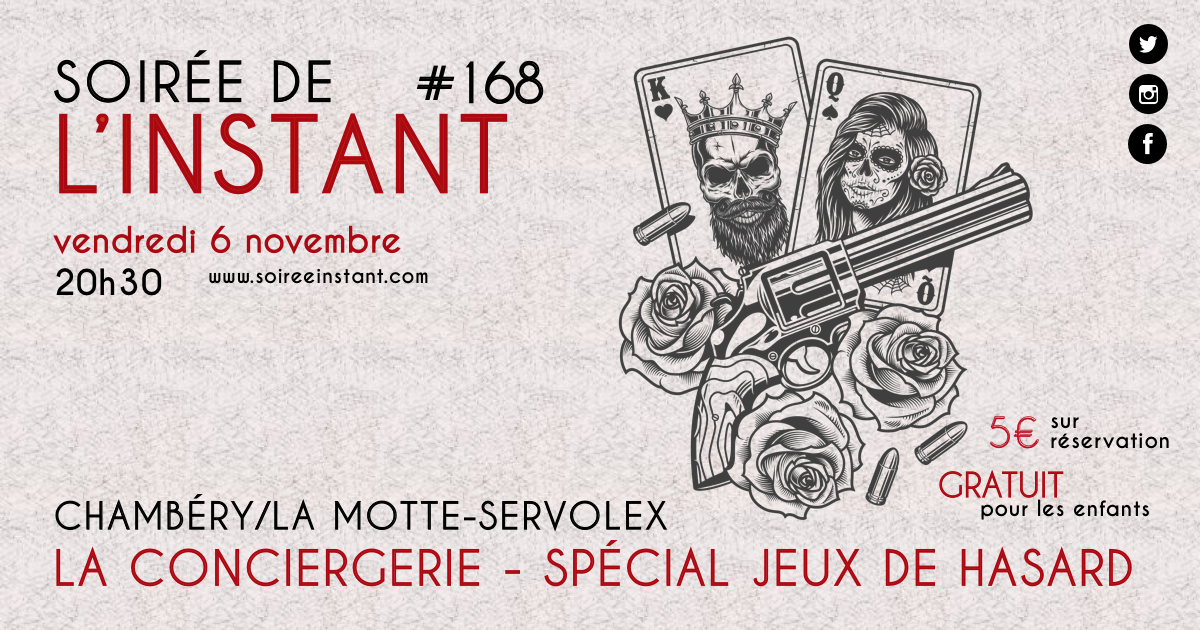 SOIRÉE DE #168
L'INSTANT
vendredi 6 novembre
20h30 www.soireeinstant.com
K
Q
Q
5€ sur
réservation
GRATUIT
pour les enfants
CHAMBÉRY/LA MOTTE-SERVOLEX
LA CONCIERGERIE - SPÉCIAL JEUX DE HASARD